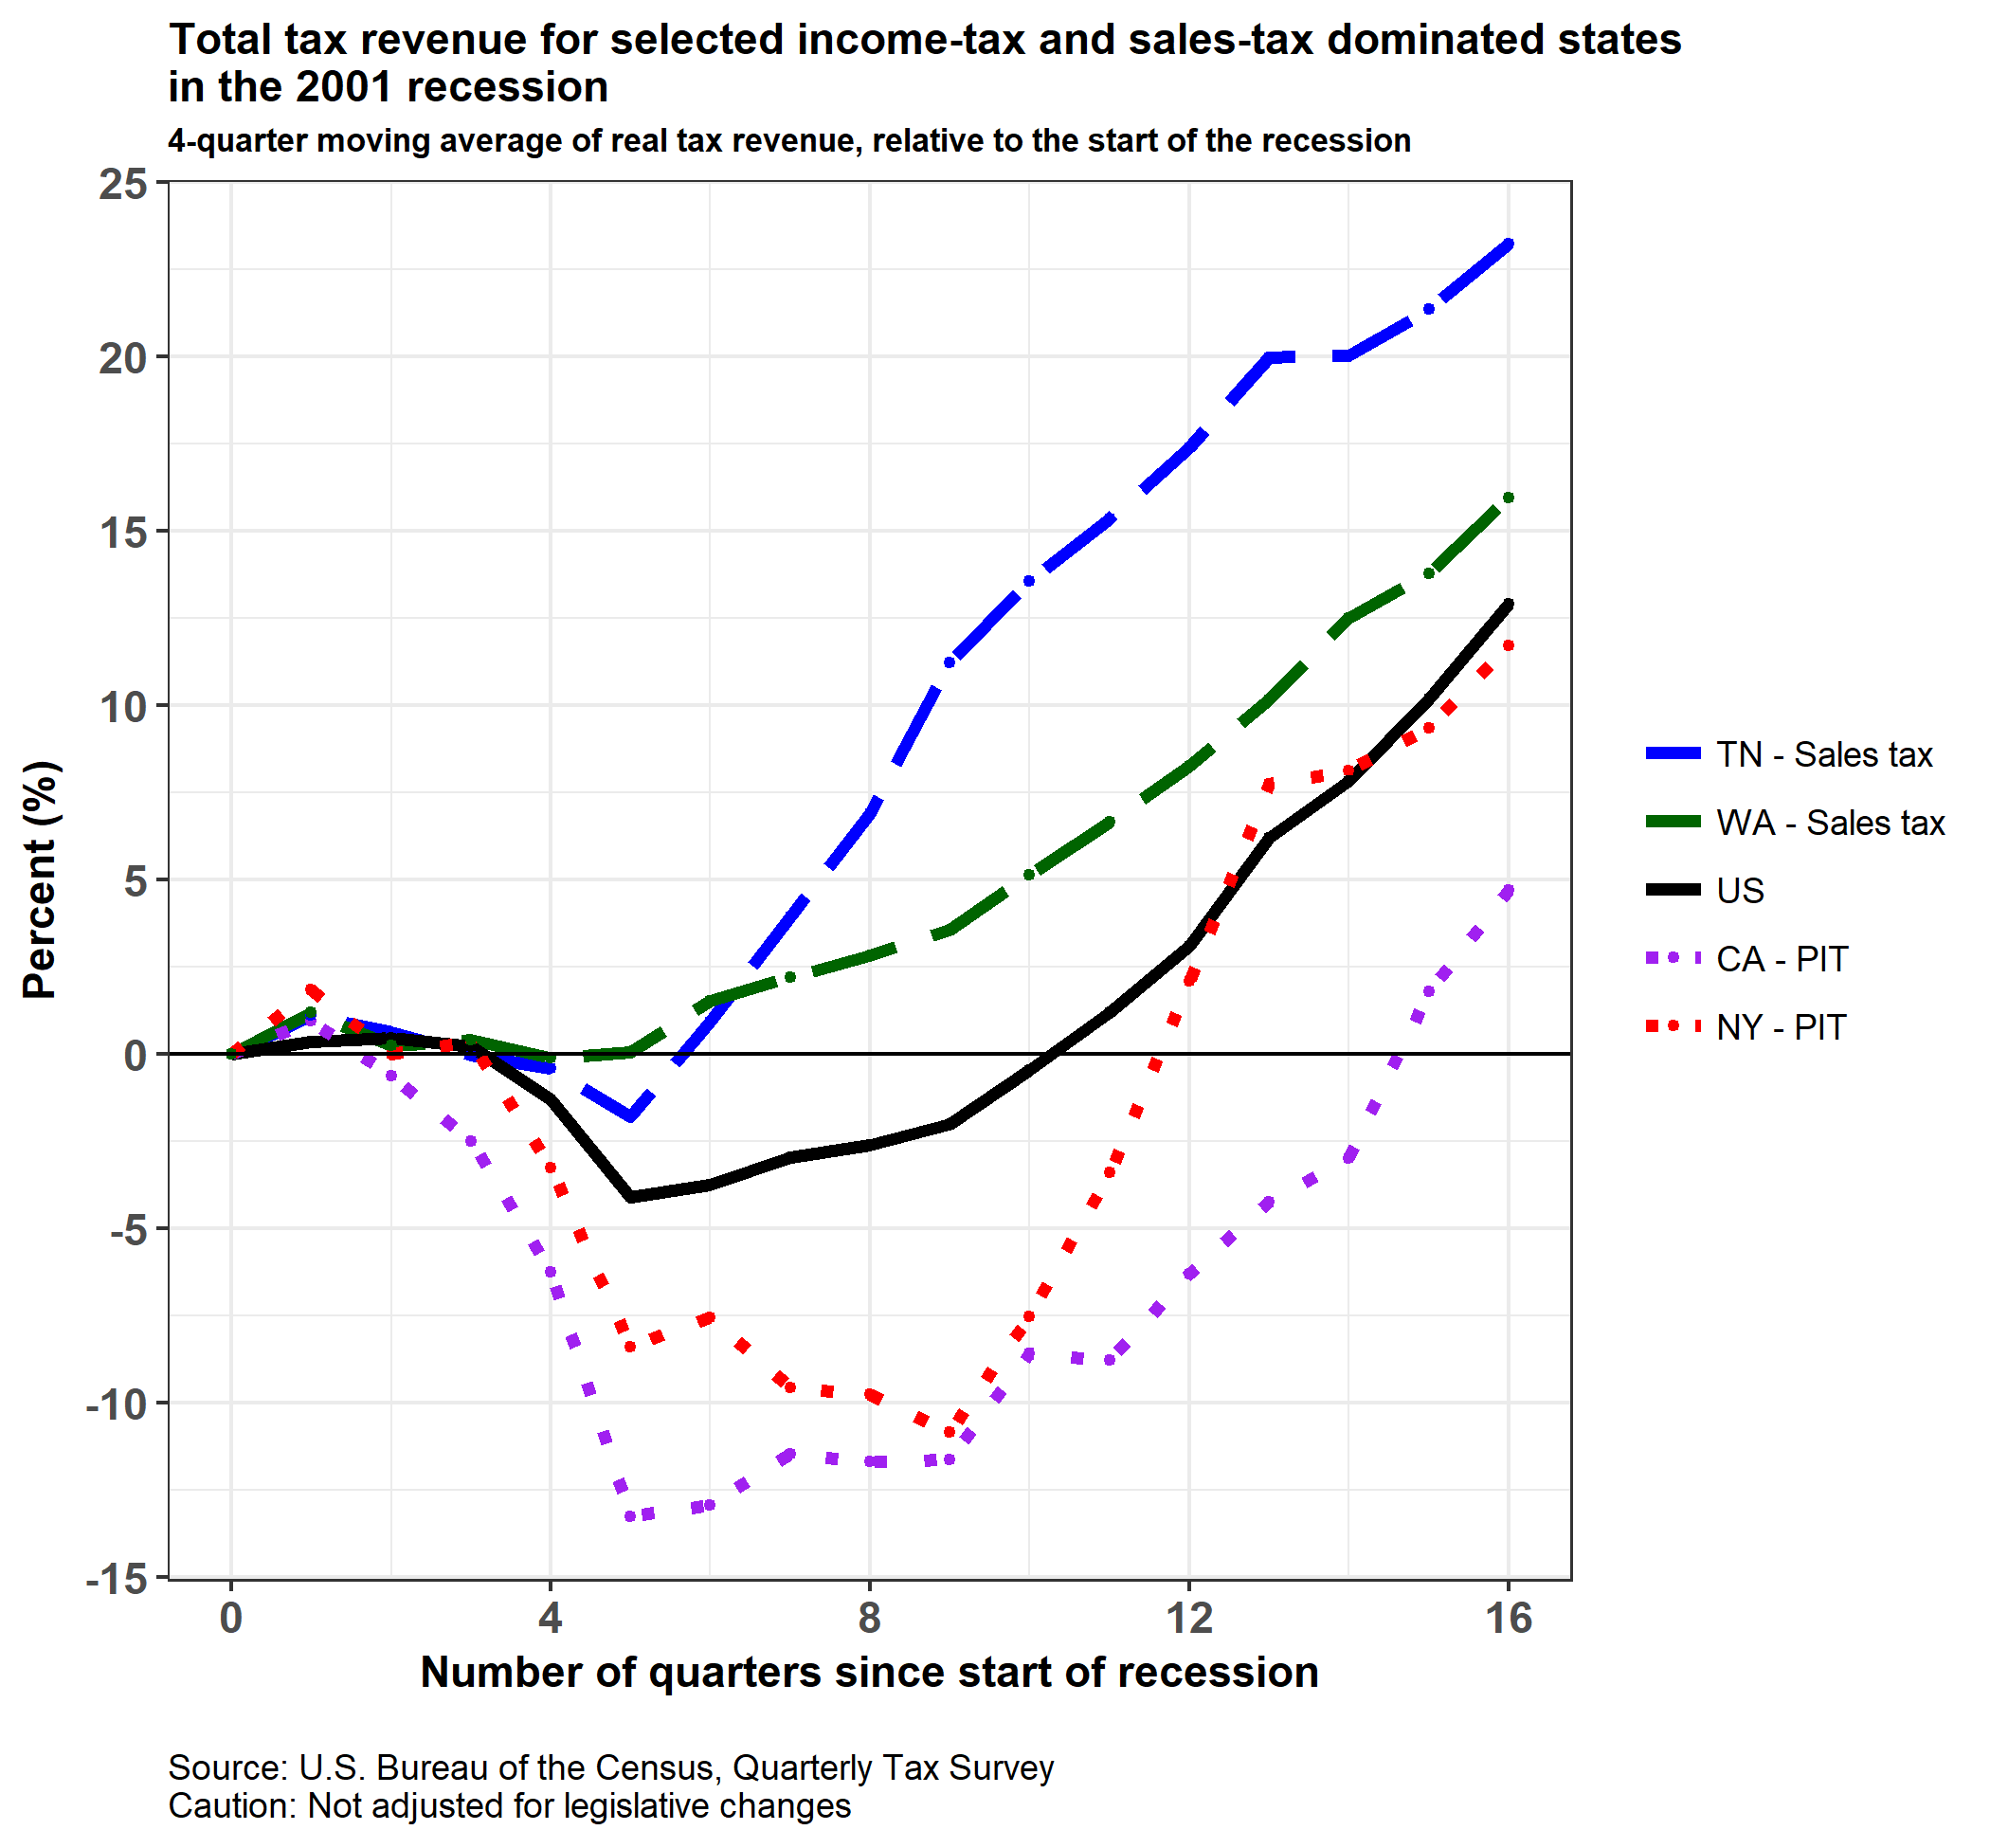 Total tax revenue for selected income-tax and sales-tax dominated states
in the 2001 recession
4-quarter moving average of real tax revenue, relative to the start of the recession
25
20
15
10
5
0
-5
-10
-15
Percent (%)
0 4 8 12 16
Number of quarters since start of recession
TN - Sales tax
WA - Sales tax
US
CA - PIT
NY - PIT
Source: U.S. Bureau of the Census, Quarterly Tax Survey
Caution: Not adjusted for legislative changes